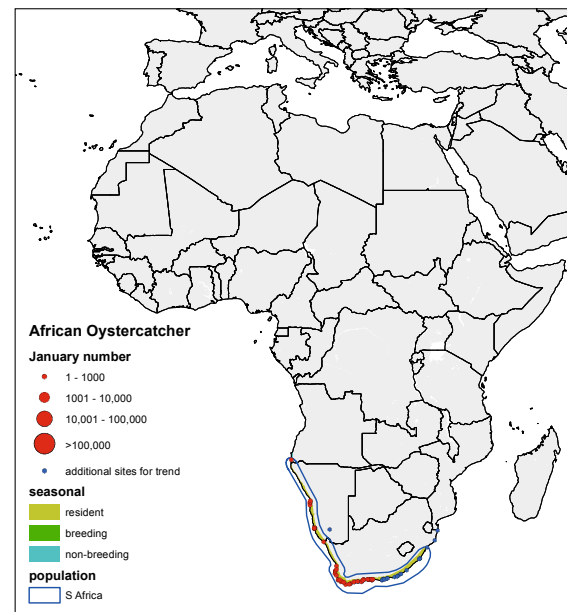 African Oystercatcher
January number
1 - 1000
1001 - 10,000
10,001 - 100,000
>100,000
additional sites for trend
seasonal
resident
breeding
non-breeding
population
S Africa